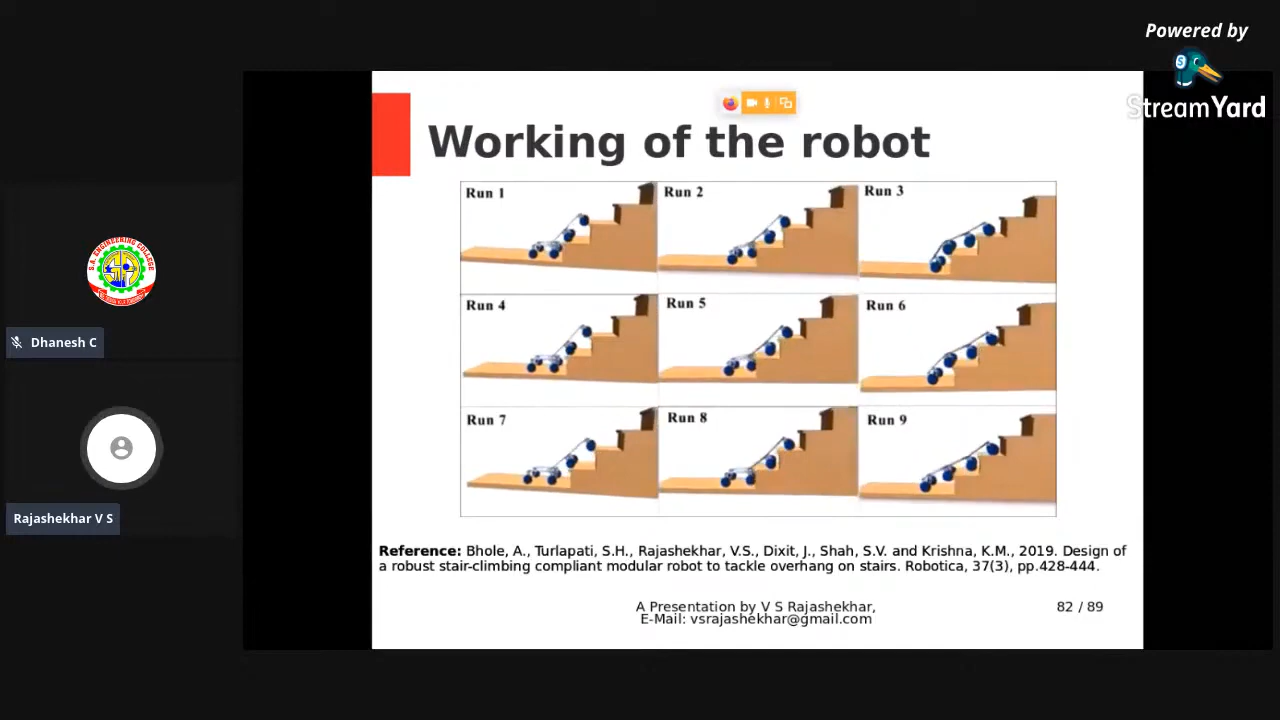 Powered by
StreamYard
Working of the robot
Run 1
Run 2
Run 3
Run 4
Run 5
Run 6
Run 7
Run 8
Run 9
Reference: Bhole, A., Turlapati, S.H., Rajashekhar, V.S., Dixit, J., Shah, S.V. and Krishna, K.M., 2019. Design of
a robust stair-climbing compliant modular robot to tackle overhang on stairs. Robotica, 37(3), pp.428-444.
A Presentation by V S Rajashekhar,
E-Mail: vsrajashekhar@gmail.com
82 / 89
S.A. ENGINEERING COLLEGE
Dhanesh C
Rajashekhar V S